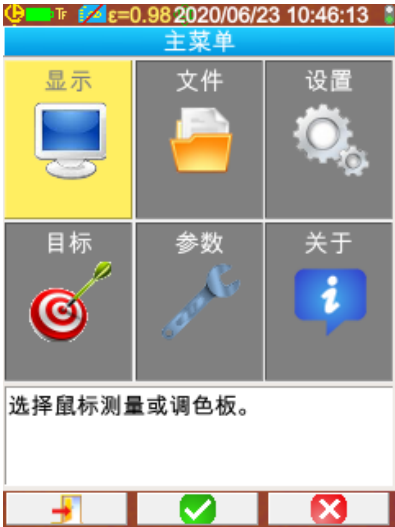 TF ε=0.98 2020/06/23 10:46:13
主菜单
显示 文件 设置
目标 参数 关于
选择鼠标测量或调色板。